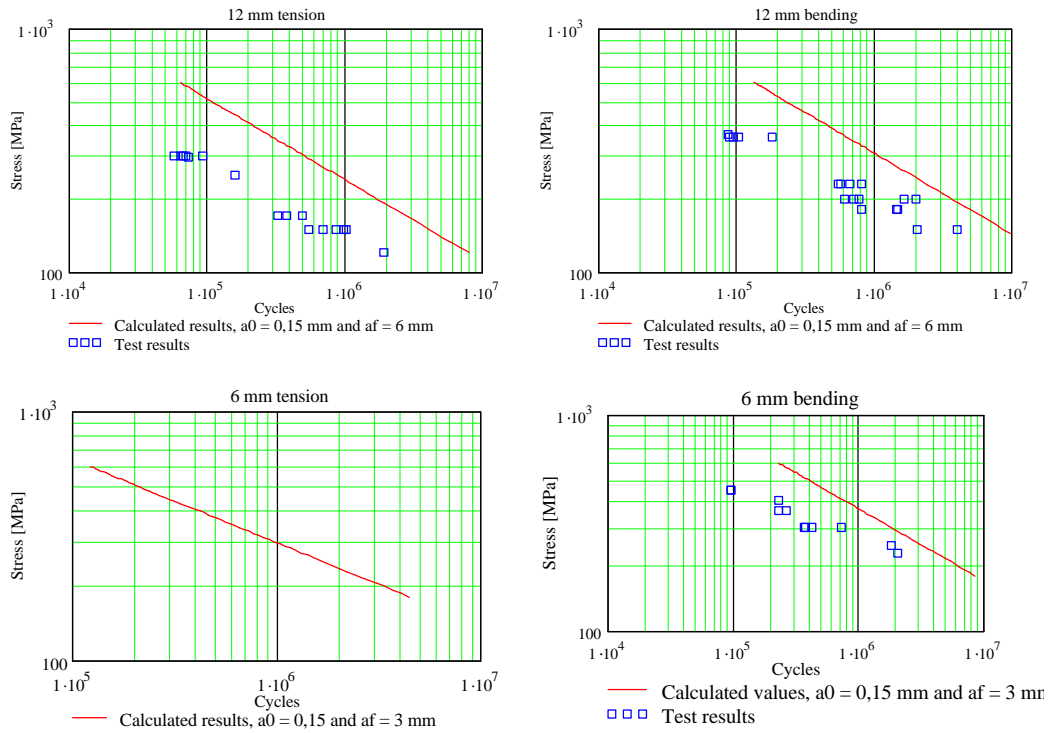 12 mm tension
1·10³
Stress [MPa]
100
1·10⁴ 1·10⁵ 1·10⁶ 1·10⁷
Cycles
Calculated results, a0 = 0,15 mm and af = 6 mm
Test results
12 mm bending
1·10³
Stress [MPa]
100
1·10⁴ 1·10⁵ 1·10⁶ 1·10⁷
Cycles
Calculated results, a0 = 0,15 mm and af = 6 mm
Test results
6 mm tension
1·10³
Stress [MPa]
100
1·10⁵ 1·10⁶ 1·10⁷
Cycles
Calculated results, a0 = 0,15 and af = 3 mm
6 mm bending
1·10³
Stress [MPa]
100
1·10⁴ 1·10⁵ 1·10⁶ 1·10⁷
Cycles
Calculated values, a0 = 0,15 mm and af = 3 mm
Test results